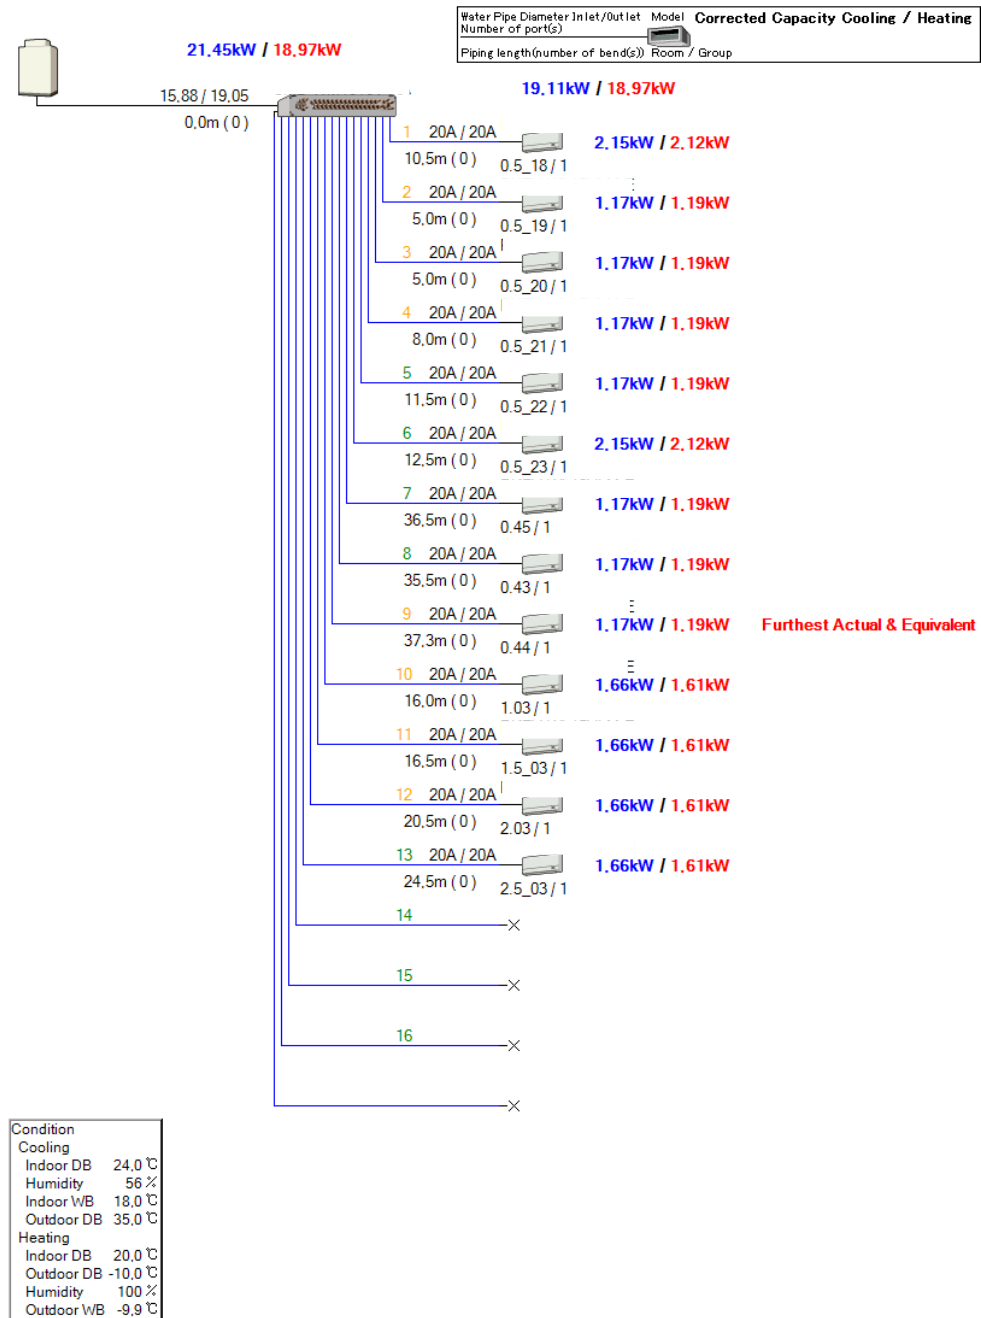 Water Pipe Diameter Inlet/Outlet Model Corrected Capacity Cooling / Heating
Number of port(s)
Piping length(number of bend(s)) Room / Group
21.45kW / 18.97kW
15.88 / 19.05
0.0m ( 0 )
19.11kW / 18.97kW
1 20A / 20A
2.15kW / 2.12kW
10.5m ( 0 ) 0.5_18 / 1
2 20A / 20A
1.17kW / 1.19kW
5.0m ( 0 ) 0.5_19 / 1
3 20A / 20A
1.17kW / 1.19kW
5.0m ( 0 ) 0.5_20 / 1
4 20A / 20A
1.17kW / 1.19kW
8.0m ( 0 ) 0.5_21 / 1
5 20A / 20A
1.17kW / 1.19kW
11.5m ( 0 ) 0.5_22 / 1
6 20A / 20A
2.15kW / 2.12kW
12.5m ( 0 ) 0.5_23 / 1
7 20A / 20A
1.17kW / 1.19kW
36.5m ( 0 ) 0.45 / 1
8 20A / 20A
1.17kW / 1.19kW
35.5m ( 0 ) 0.43 / 1
9 20A / 20A
1.17kW / 1.19kW Furthest Actual & Equivalent
37.3m ( 0 ) 0.44 / 1
10 20A / 20A
1.66kW / 1.61kW
16.0m ( 0 ) 1.03 / 1
11 20A / 20A
1.66kW / 1.61kW
16.5m ( 0 ) 1.5_03 / 1
12 20A / 20A
1.66kW / 1.61kW
20.5m ( 0 ) 2.03 / 1
13 20A / 20A
1.66kW / 1.61kW
24.5m ( 0 ) 2.5_03 / 1
14
15
16
Condition
Cooling
Indoor DB 24.0 ℃
Humidity 56 %
Indoor WB 18.0 ℃
Outdoor DB 35.0 ℃
Heating
Indoor DB 20.0 ℃
Outdoor DB -10.0 ℃
Humidity 100 %
Outdoor WB -9.9 ℃